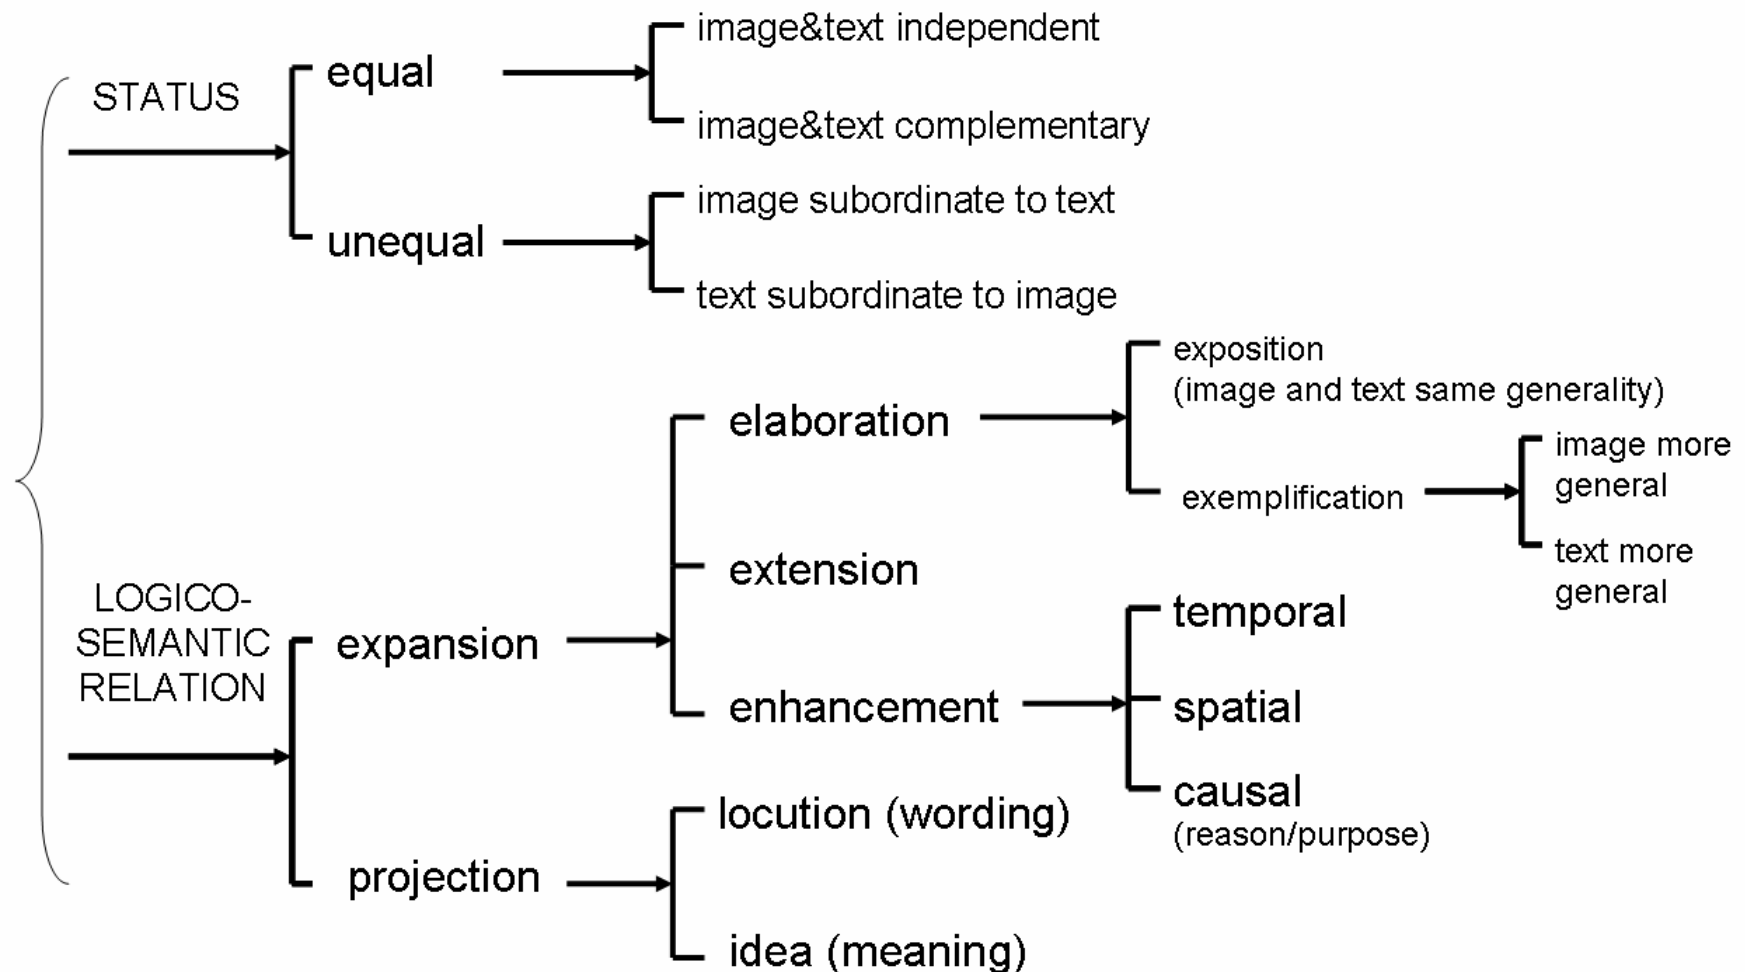 STATUS
equal
image&text independent
image&text complementary
unequal
image subordinate to text
text subordinate to image
LOGICO-
SEMANTIC
RELATION
expansion
elaboration
exposition
(image and text same generality)
exemplification
image more
general
text more
general
extension
enhancement
temporal
spatial
causal
(reason/purpose)
projection
locution (wording)
idea (meaning)